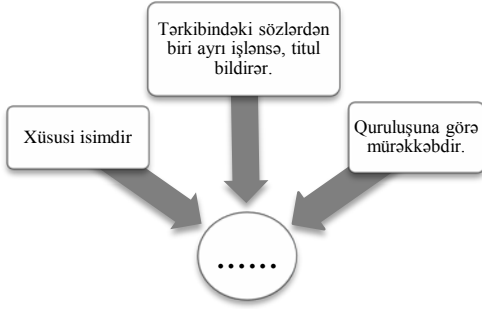 Tərkibindəki sözlərdən
biri ayrı işlənsə, titul
bildirər.
Xüsusi isimdir
Quruluşuna görə
mürəkkəbdir.
......